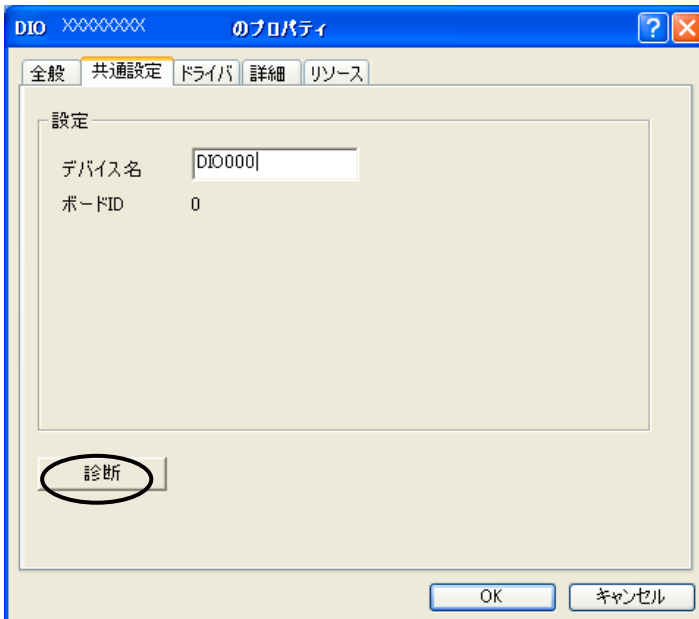 DIO XXXXXXXXX のプロパティ
全般 共通設定 ドライバ 詳細 リソース
設定
デバイス名 DIO000
ボードID 0
診断
OK キャンセル